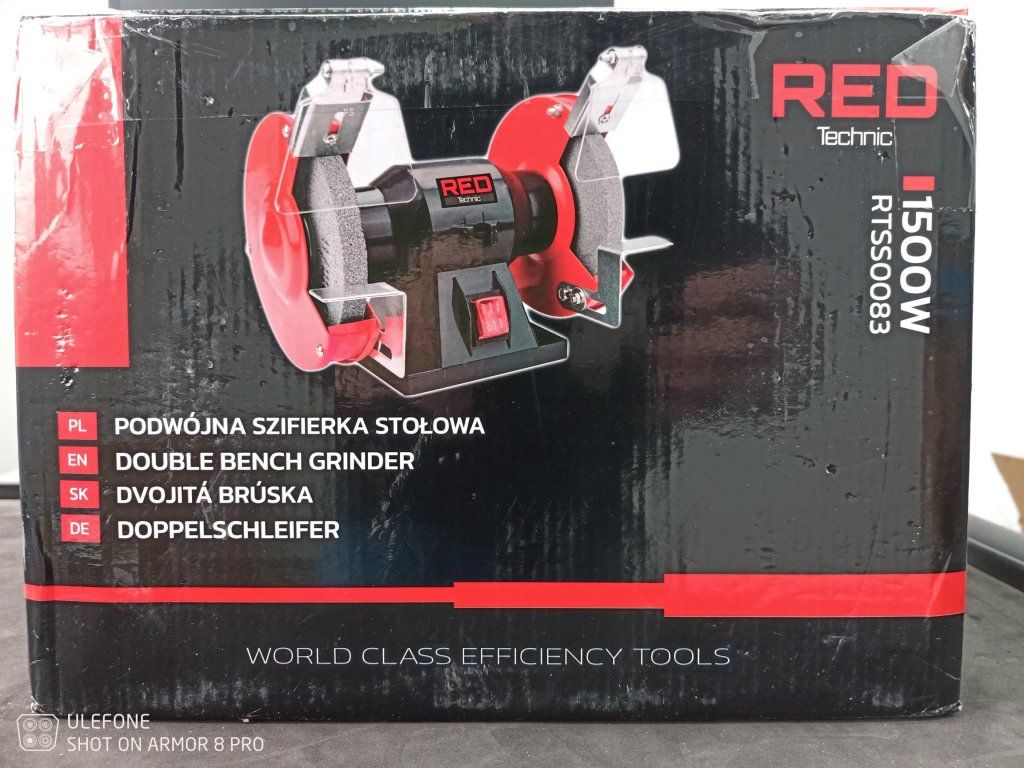 RED
Technic
1500W
RTSS0083
RED
Technic
PL PODWÓJNA SZIFIERKA STOŁOWA
EN DOUBLE BENCH GRINDER
SK DVOJITÁ BRÚSKA
DE DOPPELSCHLEIFER
WORLD CLASS EFFICIENCY TOOLS
ULEFONE
SHOT ON ARMOR 8 PRO